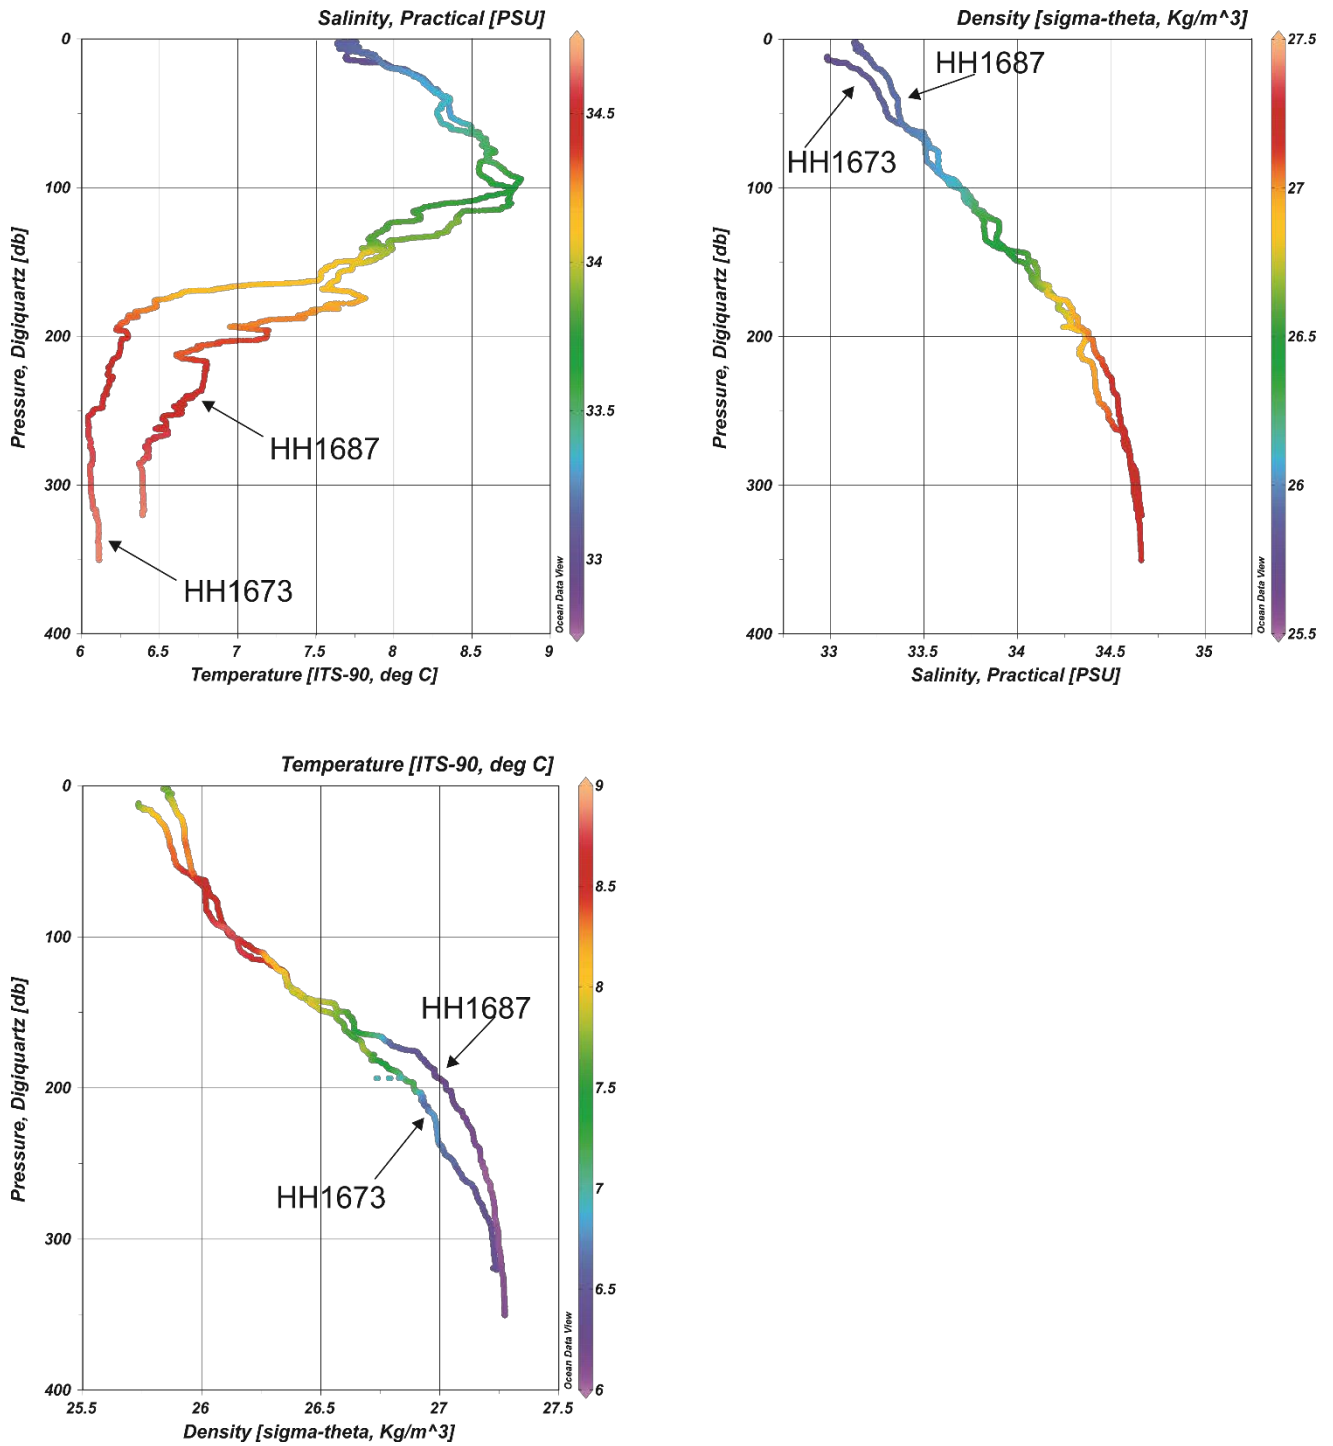 Salinity, Practical [PSU]
0
100
200
300
400
6
6.5
7
7.5
8
8.5
9
Pressure, Digiquartz [db]
Temperature [ITS-90, deg C]
HH1687
HH1673
Ocean Data View
34.5
34
33.5
33
Density [sigma-theta, Kg/m^3]
0
100
200
300
400
33
33.5
34
34.5
35
Pressure, Digiquartz [db]
Salinity, Practical [PSU]
HH1687
HH1673
Ocean Data View
27.5
27
26.5
26
25.5
Temperature [ITS-90, deg C]
0
100
200
300
400
25.5
26
26.5
27
27.5
Pressure, Digiquartz [db]
Density [sigma-theta, Kg/m^3]
HH1687
HH1673
Ocean Data View
9
8.5
8
7.5
7
6.5
6